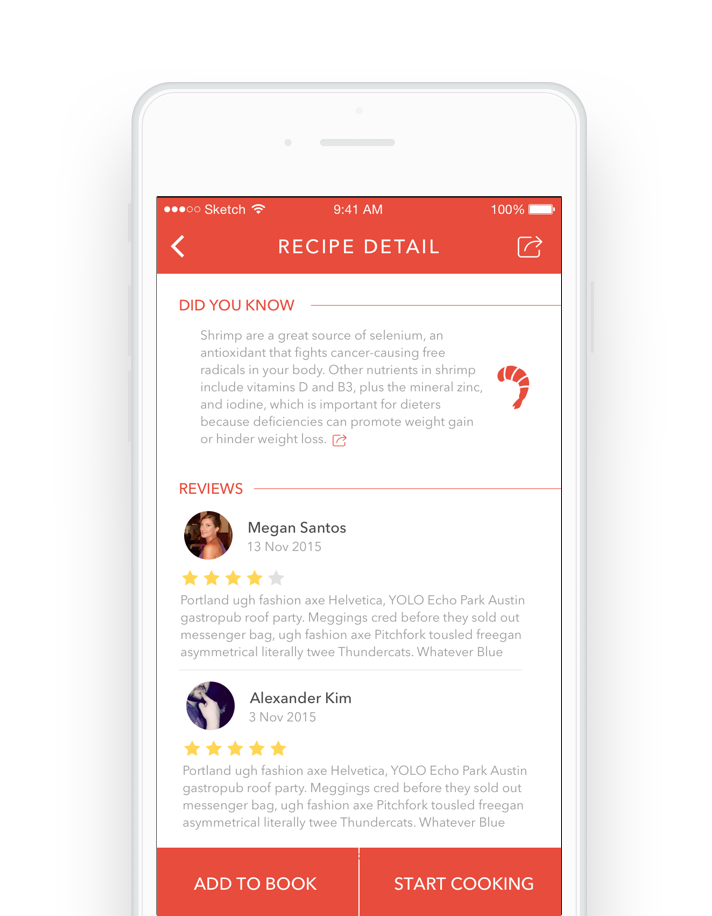 Sketch 9:41 AM 100%
RECIPE DETAIL
DID YOU KNOW
Shrimp are a great source of selenium, an
antioxidant that fights cancer-causing free
radicals in your body. Other nutrients in shrimp
include vitamins D and B3, plus the mineral zinc,
and iodine, which is important for dieters
because deficiencies can promote weight gain
or hinder weight loss.
REVIEWS
Megan Santos
13 Nov 2015
Portland ugh fashion axe Helvetica, YOLO Echo Park Austin
gastropub roof party. Meggings cred before they sold out
messenger bag, ugh fashion axe Pitchfork tousled freegan
asymmetrical literally twee Thundercats. Whatever Blue
Alexander Kim
3 Nov 2015
Portland ugh fashion axe Helvetica, YOLO Echo Park Austin
gastropub roof party. Meggings cred before they sold out
messenger bag, ugh fashion axe Pitchfork tousled freegan
asymmetrical literally twee Thundercats. Whatever Blue
ADD TO BOOK START COOKING